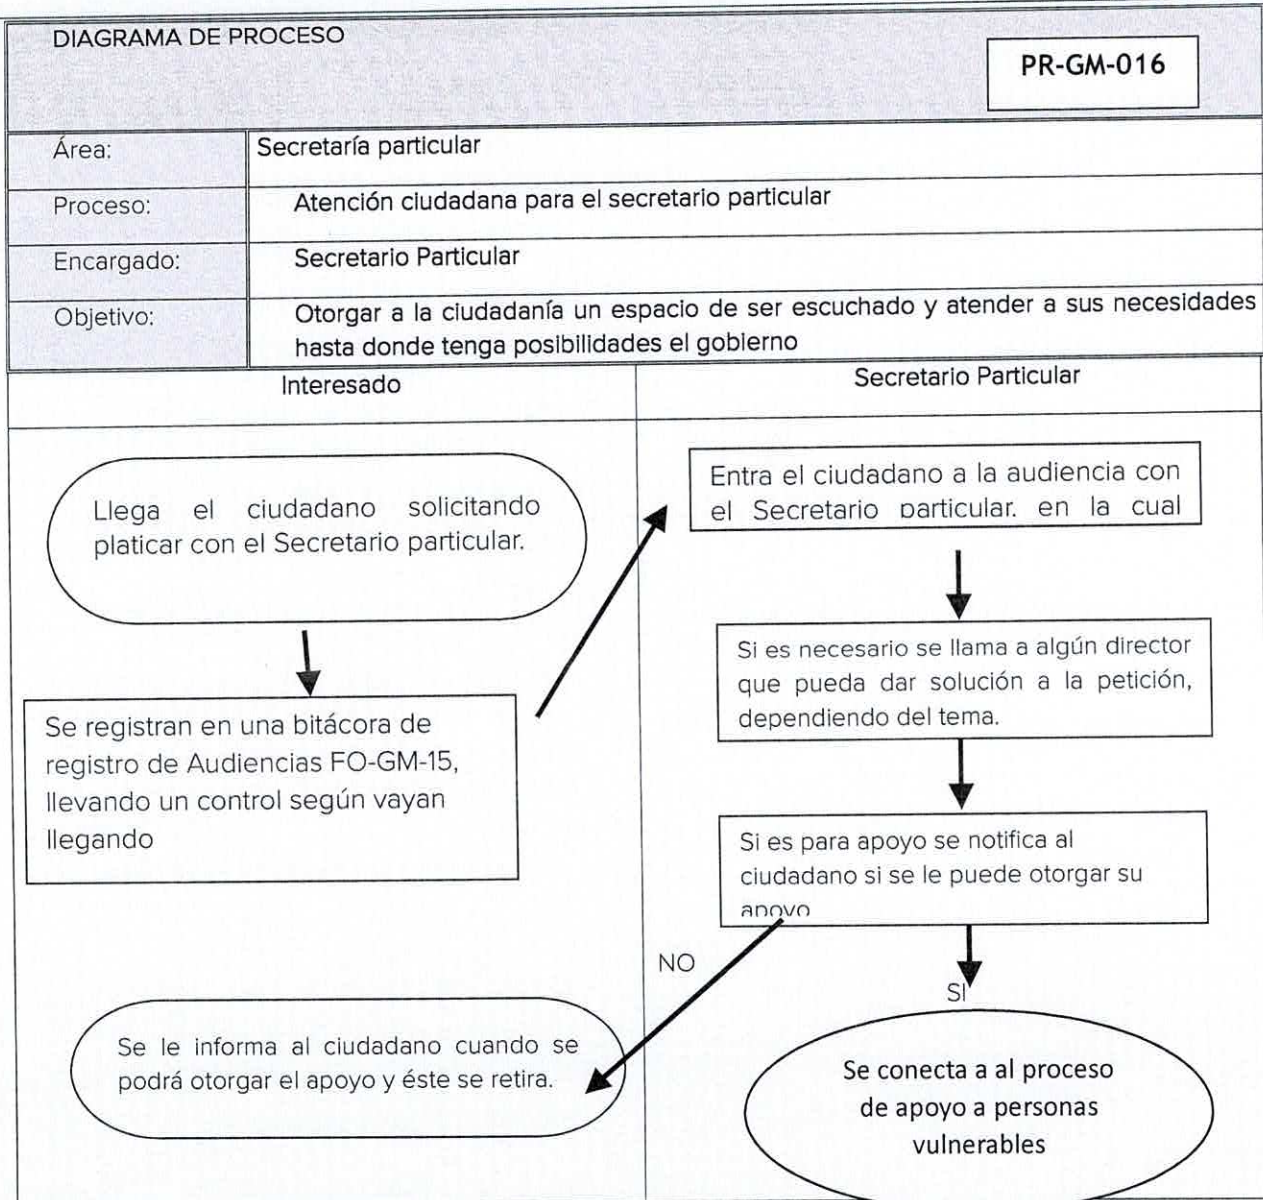 DIAGRAMA DE PROCESO
PR-GM-016
Área:
Secretaría particular
Proceso:
Atención ciudadana para el secretario particular
Encargado:
Secretario Particular
Objetivo:
Otorgar a la ciudadanía un espacio de ser escuchado y atender a sus necesidades
hasta donde tenga posibilidades el gobierno
Interesado
Secretario Particular
Llega el ciudadano solicitando
platicar con el Secretario particular.
Se registran en una bitácora de
registro de Audiencias FO-GM-15,
llevando un control según vayan
llegando
Entra el ciudadano a la audiencia con
el Secretario particular. en la cual
Si es necesario se llama a algún director
que pueda dar solución a la petición,
dependiendo del tema.
Si es para apoyo se notifica al
ciudadano si se le puede otorgar su
apoyo
NO
SI
Se le informa al ciudadano cuando se
podrá otorgar el apoyo y éste se retira.
Se conecta a al proceso
de apoyo a personas
vulnerables